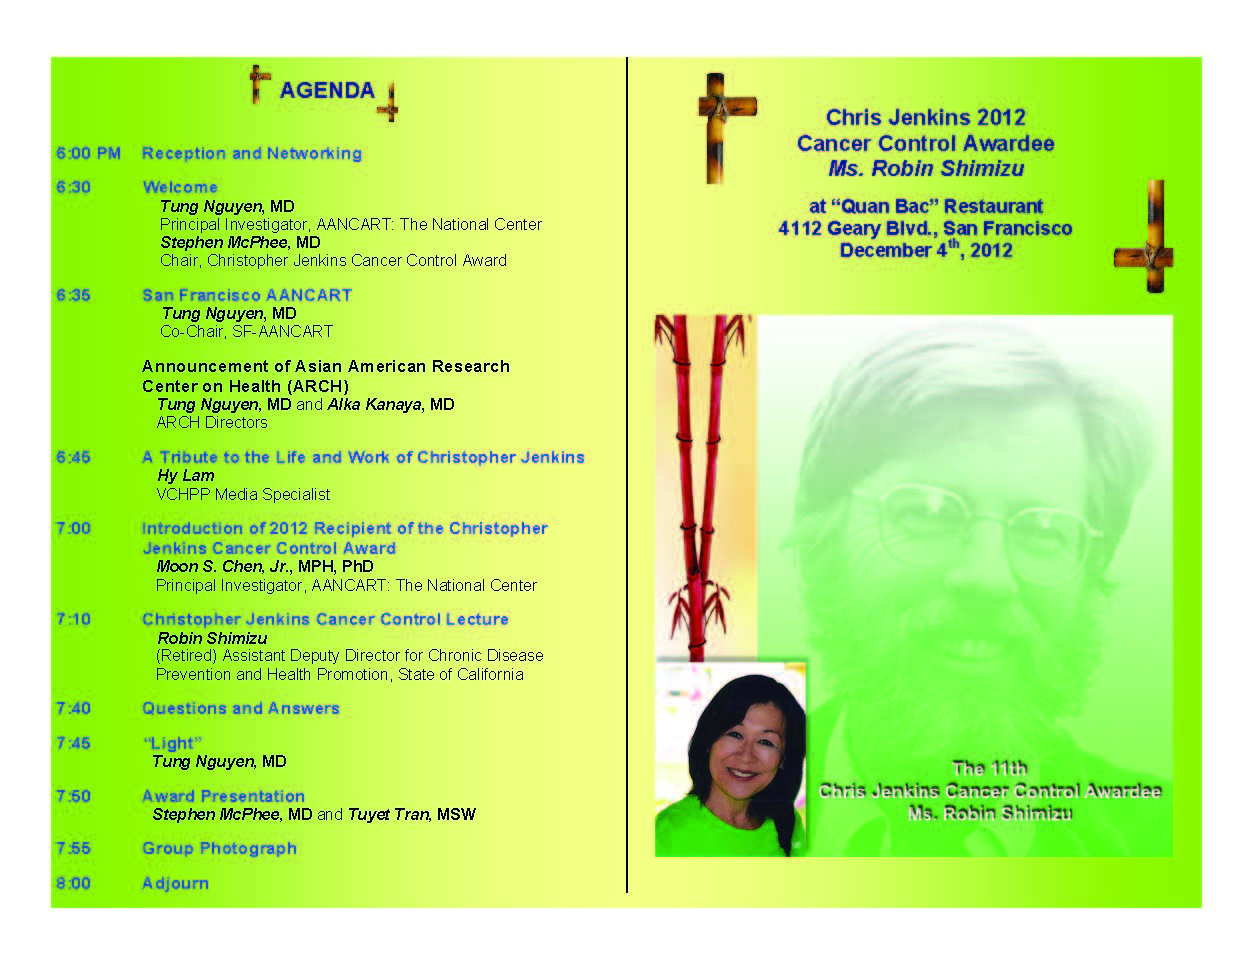 AGENDA
6:00 PM Reception and Networking
6:30 Welcome
Tung Nguyen, MD
Principal Investigator, AANCART: The National Center
Stephen McPhee, MD
Chair, Christopher Jenkins Cancer Control Award
6:35 San Francisco AANCART
Tung Nguyen, MD
Co-Chair, SF-AANCART
Announcement of Asian American Research
Center on Health (ARCH)
Tung Nguyen, MD and Alka Kanaya, MD
ARCH Directors
6:45 A Tribute to the Life and Work of Christopher Jenkins
Hy Lam
VCHPP Media Specialist
7:00 Introduction of 2012 Recipient of the Christopher
Jenkins Cancer Control Award
Moon S. Chen, Jr., MPH, PhD
Principal Investigator, AANCART: The National Center
7:10 Christopher Jenkins Cancer Control Lecture
Robin Shimizu
(Retired) Assistant Deputy Director for Chronic Disease
Prevention and Health Promotion, State of California
7:40 Questions and Answers
7:45 “Light”
Tung Nguyen, MD
7:50 Award Presentation
Stephen McPhee, MD and Tuyet Tran, MSW
7:55 Group Photograph
8:00 Adjourn
Chris Jenkins 2012
Cancer Control Awardee
Ms. Robin Shimizu
at “Quan Bac” Restaurant
4112 Geary Blvd., San Francisco
December 4th, 2012
The 11th
Chris Jenkins Cancer Control Awardee
Ms. Robin Shimizu